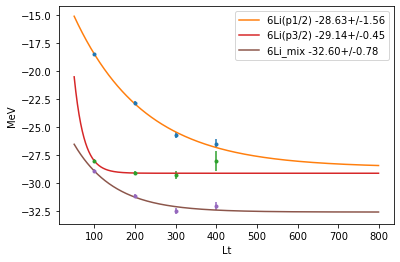 −15.0
−17.5
−20.0
−22.5
−25.0
−27.5
−30.0
−32.5
MeV
6Li(p1/2) -28.63+/-1.56
6Li(p3/2) -29.14+/-0.45
6Li_mix -32.60+/-0.78
100 200 300 400 500 600 700 800
Lt